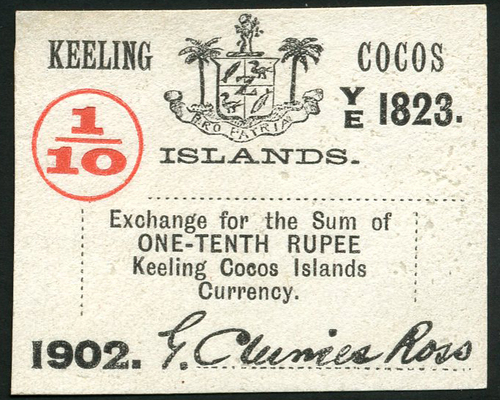 KEELING COCOS
1/10
YE 1823.
PRO PATRIA
ISLANDS.
Exchange for the Sum of
ONE-TENTH RUPEE
Keeling Cocos Islands
Currency.
1902. G. Clunies Ross